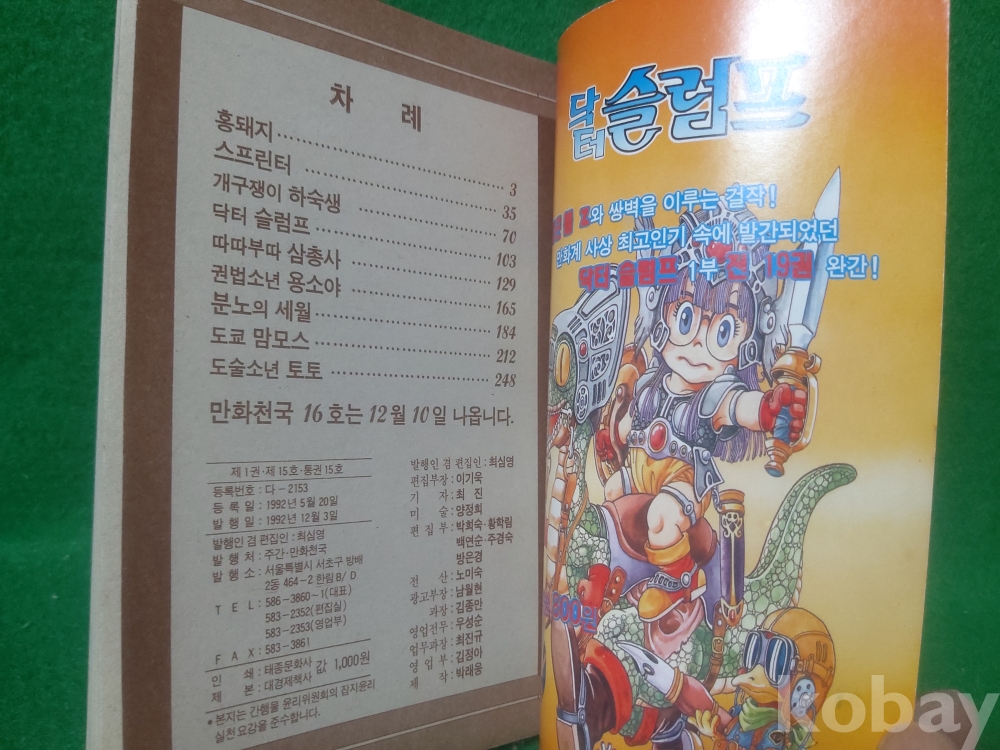 차 례
홍돼지 3
스프린터 35
개구쟁이 하숙생 70
닥터 슬럼프 103
따따부따 삼총사 129
권법소년 용소야 165
분노의 세월 184
도쿄 맘모스 212
도술소년 토토 248
만화천국 16호는 12월 10일 나옵니다.
제1권·제15호·통권15호
등록번호 : 다-2153
등 록 일 : 1992년 5월 20일
발 행 일 : 1992년 12월 3일
발행인 겸 편집인 : 최심영
발 행 처 : 주간·만화천국
발 행 소 : 서울특별시 서초구 방배
2동 464-2 한림B/D
T E L : 586-3860~1(대표)
583-2352(편집실)
583-2353(영업부)
F A X : 583-3861
인 쇄 : 태종문화사 값 1,000원
제 본 : 대경제책사
● 본지는 간행물 윤리위원회의 잡지윤리
실천요강을 준수합니다.
발행인 겸 편집인 : 최심영
편집부장 : 이기욱
기 자 : 최 진
미 술 : 양정희
편 집 부 : 박희숙·황학림
백연순·주경숙
방은경
전 산 : 노미숙
광고부장 : 남월현
과장 : 김종만
영업전무 : 우성순
업무과장 : 최진규
영 업 부 : 김정아
제 작 : 박래웅
닥터 슬럼프
Z와 쌍벽을 이루는 걸작!
만화계 사상 최고인기 속에 발간되었던
닥터 슬럼프 1부 전 19권 완간!
kobay